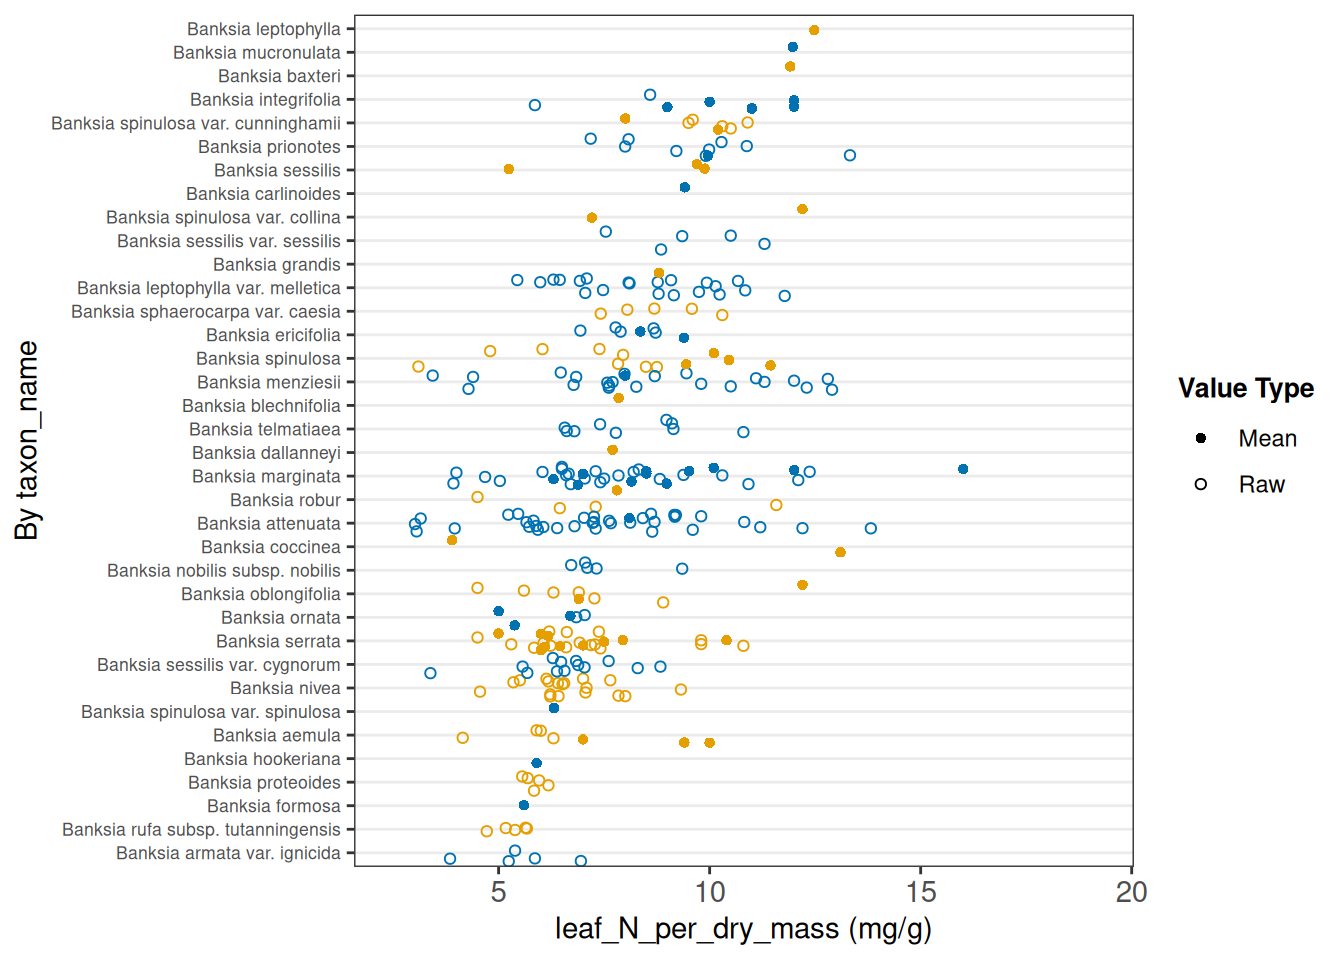 Banksia leptophylla
Banksia mucronulata
Banksia baxteri
Banksia integrifolia
Banksia spinulosa var. cunninghamii
Banksia prionotes
Banksia sessilis
Banksia carlinoides
Banksia spinulosa var. collina
Banksia sessilis var. sessilis
Banksia grandis
Banksia leptophylla var. melletica
Banksia sphaerocarpa var. caesia
Banksia ericifolia
Banksia spinulosa
Banksia menziesii
Banksia blechnifolia
Banksia telmatiaea
Banksia dallanneyi
Banksia marginata
Banksia robur
Banksia attenuata
Banksia coccinea
Banksia nobilis subsp. nobilis
Banksia oblongifolia
Banksia ornata
Banksia serrata
Banksia sessilis var. cygnorum
Banksia nivea
Banksia spinulosa var. spinulosa
Banksia aemula
Banksia hookeriana
Banksia proteoides
Banksia formosa
Banksia rufa subsp. tutanningensis
Banksia armata var. ignicida
By taxon_name
5 10 15 20
leaf_N_per_dry_mass (mg/g)
Value Type
Mean
Raw